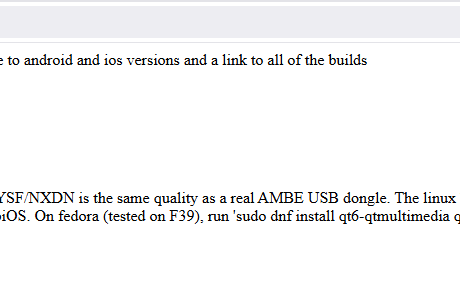 to android and ios versions and a link to all of the builds
YSF/NXDN is the same quality as a real AMBE USB dongle. The linux
On fedora (tested on F39), run 'sudo dnf install qt6-qtmultimedia